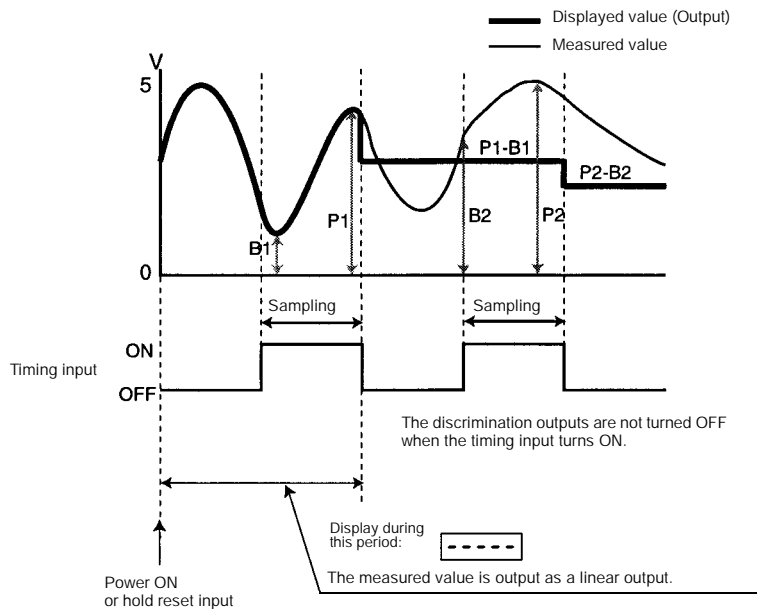 Displayed value (Output)
Measured value
V
5
P1-B1
P2-B2
P1
B2
P2
B1
0
Sampling
Sampling
ON
Timing input
OFF
The discrimination outputs are not turned OFF
when the timing input turns ON.
Display during
this period:
- - - - -
The measured value is output as a linear output.
Power ON
or hold reset input